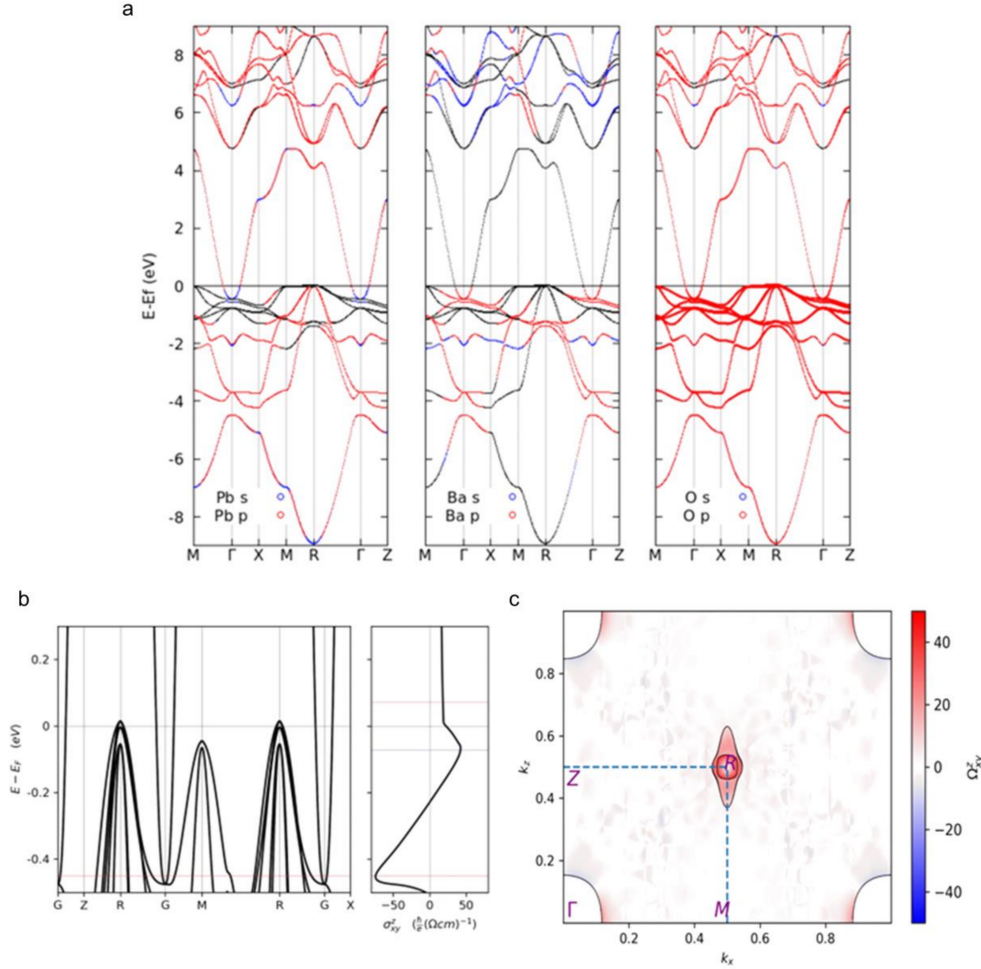 a
8
6
4
2
0
-2
-4
-6
-8
E-Ef (eV)
Pb s
Pb p
Ba s
Ba p
O s
O p
M Γ X M R Γ Z
M Γ X M R Γ Z
M Γ X M R Γ Z
b
0.2
0
-0.2
-0.4
E − E_F (eV)
G Z R G M R G X
-50 0 50
σ^z_xy (ħ/e (Ωcm)⁻¹)
c
0.8
0.6
0.4
0.2
k_z
R
Z
Γ
M
0.2 0.4 0.6 0.8
k_x
40
20
0
−20
−40
Ω^z_xy